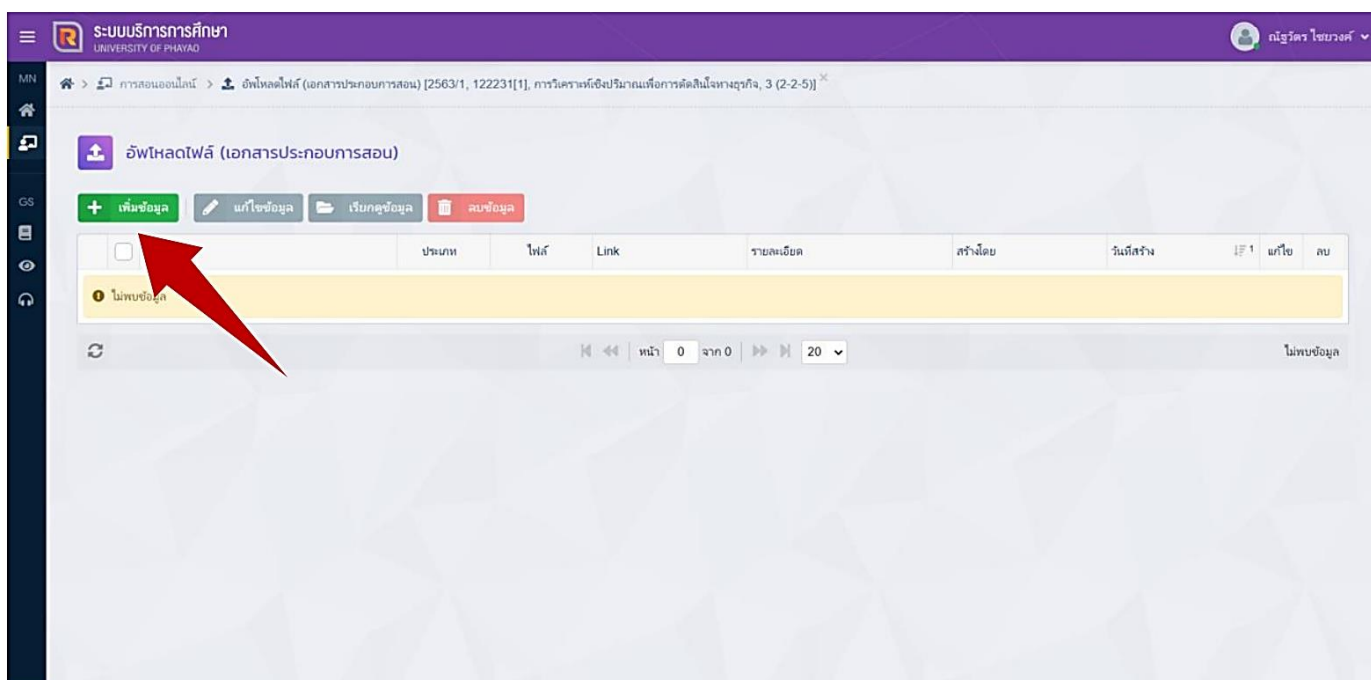 ระบบบริการการศึกษา
UNIVERSITY OF PHAYAO
ณัฐวัตร ไชยวงค์
MN
การสอนออนไลน์ > อัพโหลดไฟล์ (เอกสารประกอบการสอน) [2563/1, 122231[1], การวิเคราะห์เชิงปริมาณเพื่อการตัดสินใจทางธุรกิจ, 3 (2-2-5)]
อัพโหลดไฟล์ (เอกสารประกอบการสอน)
GS
เพิ่มข้อมูล แก้ไขข้อมูล เรียกดูข้อมูล ลบข้อมูล
ประเภท ไฟล์ Link รายละเอียด สร้างโดย วันที่สร้าง 1 แก้ไข ลบ
ไม่พบข้อมูล
หน้า 0 จาก 0 20 ไม่พบข้อมูล